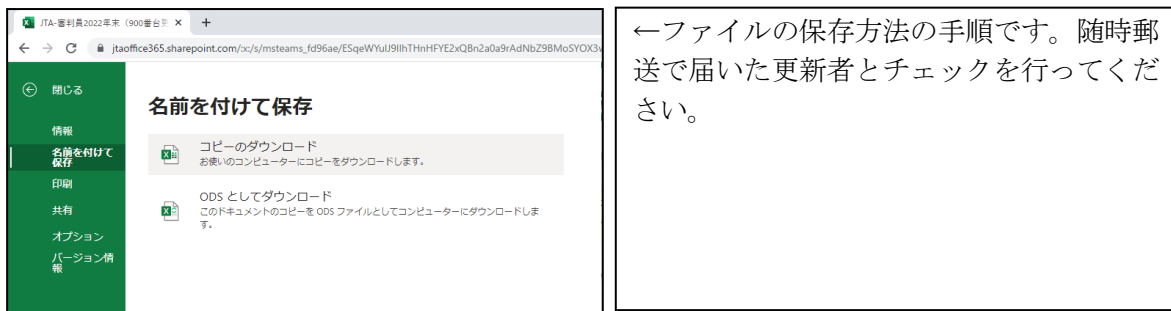 JTA-審判員2022年末（900番台
jtaoffice365.sharepoint.com/:x:/s/msteams_fd96ae/ESqeWYulJ9IIhTHnHFYE2xQBn2a0a9rAdNbZ9BMoSYOX3
閉じる
情報
名前を付けて
保存
印刷
共有
オプション
バージョン情
報
名前を付けて保存
コピーのダウンロード
お使いのコンピューターにコピーをダウンロードします。
ODS としてダウンロード
このドキュメントのコピーを ODS ファイルとしてコンピューターにダウンロードしま
す。
←ファイルの保存方法の手順です。随時郵
送で届いた更新者とチェックを行ってくだ
さい。